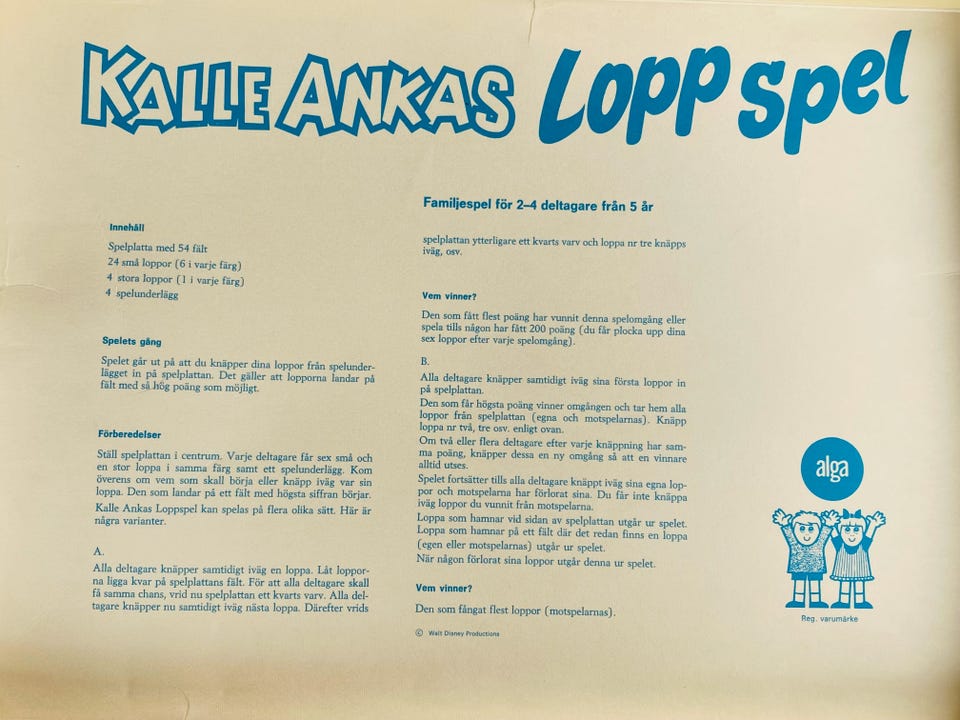 KALLE ANKAS Loppspel
Familjespel för 2–4 deltagare från 5 år
Innehåll
Spelplatta med 54 fält
24 små loppor (6 i varje färg)
4 stora loppor (1 i varje färg)
4 spelunderlägg
Spelets gång
Spelet går ut på att du knäpper dina loppor från spelunder-
lägget in på spelplattan. Det gäller att lopporna landar på
fält med så hög poäng som möjligt.
Förberedelser
Ställ spelplattan i centrum. Varje deltagare får sex små och
en stor loppa i samma färg samt ett spelunderlägg. Kom
överens om vem som skall börja eller knäpp iväg var sin
loppa. Den som landar på ett fält med högsta siffran börjar.
Kalle Ankas Loppspel kan spelas på flera olika sätt. Här är
några varianter.
A.
Alla deltagare knäpper samtidigt iväg en loppa. Låt loppor-
na ligga kvar på spelplattans fält. För att alla deltagare skall
få samma chans, vrid nu spelplattan ett kvarts varv. Alla del-
tagare knäpper nu samtidigt iväg nästa loppa. Därefter vrids
spelplattan ytterligare ett kvarts varv och loppa nr tre knäpps
iväg, osv.
Vem vinner?
Den som fått flest poäng har vunnit denna spelomgång eller
spela tills någon har fått 200 poäng (du får plocka upp dina
sex loppor efter varje spelomgång).
B.
Alla deltagare knäpper samtidigt iväg sina första loppor in
på spelplattan.
Den som får högsta poäng vinner omgången och tar hem alla
loppor från spelplattan (egna och motspelarnas). Knäpp
loppa nr två, tre osv. enligt ovan.
Om två eller flera deltagare efter varje knäppning har sam-
ma poäng, knäpper dessa en ny omgång så att en vinnare
alltid utses.
Spelet fortsätter tills alla deltagare knäppt iväg sina egna lop-
por och motspelarna har förlorat sina. Du får inte knäppa
iväg loppor du vunnit från motspelarna.
Loppa som hamnar vid sidan av spelplattan utgår ur spelet.
Loppa som hamnar på ett fält där det redan finns en loppa
(egen eller motspelarnas) utgår ur spelet.
När någon förlorat sina loppor utgår denna ur spelet.
Vem vinner?
Den som fångat flest loppor (motspelarnas).
© Walt Disney Productions
alga
Reg. varumärke